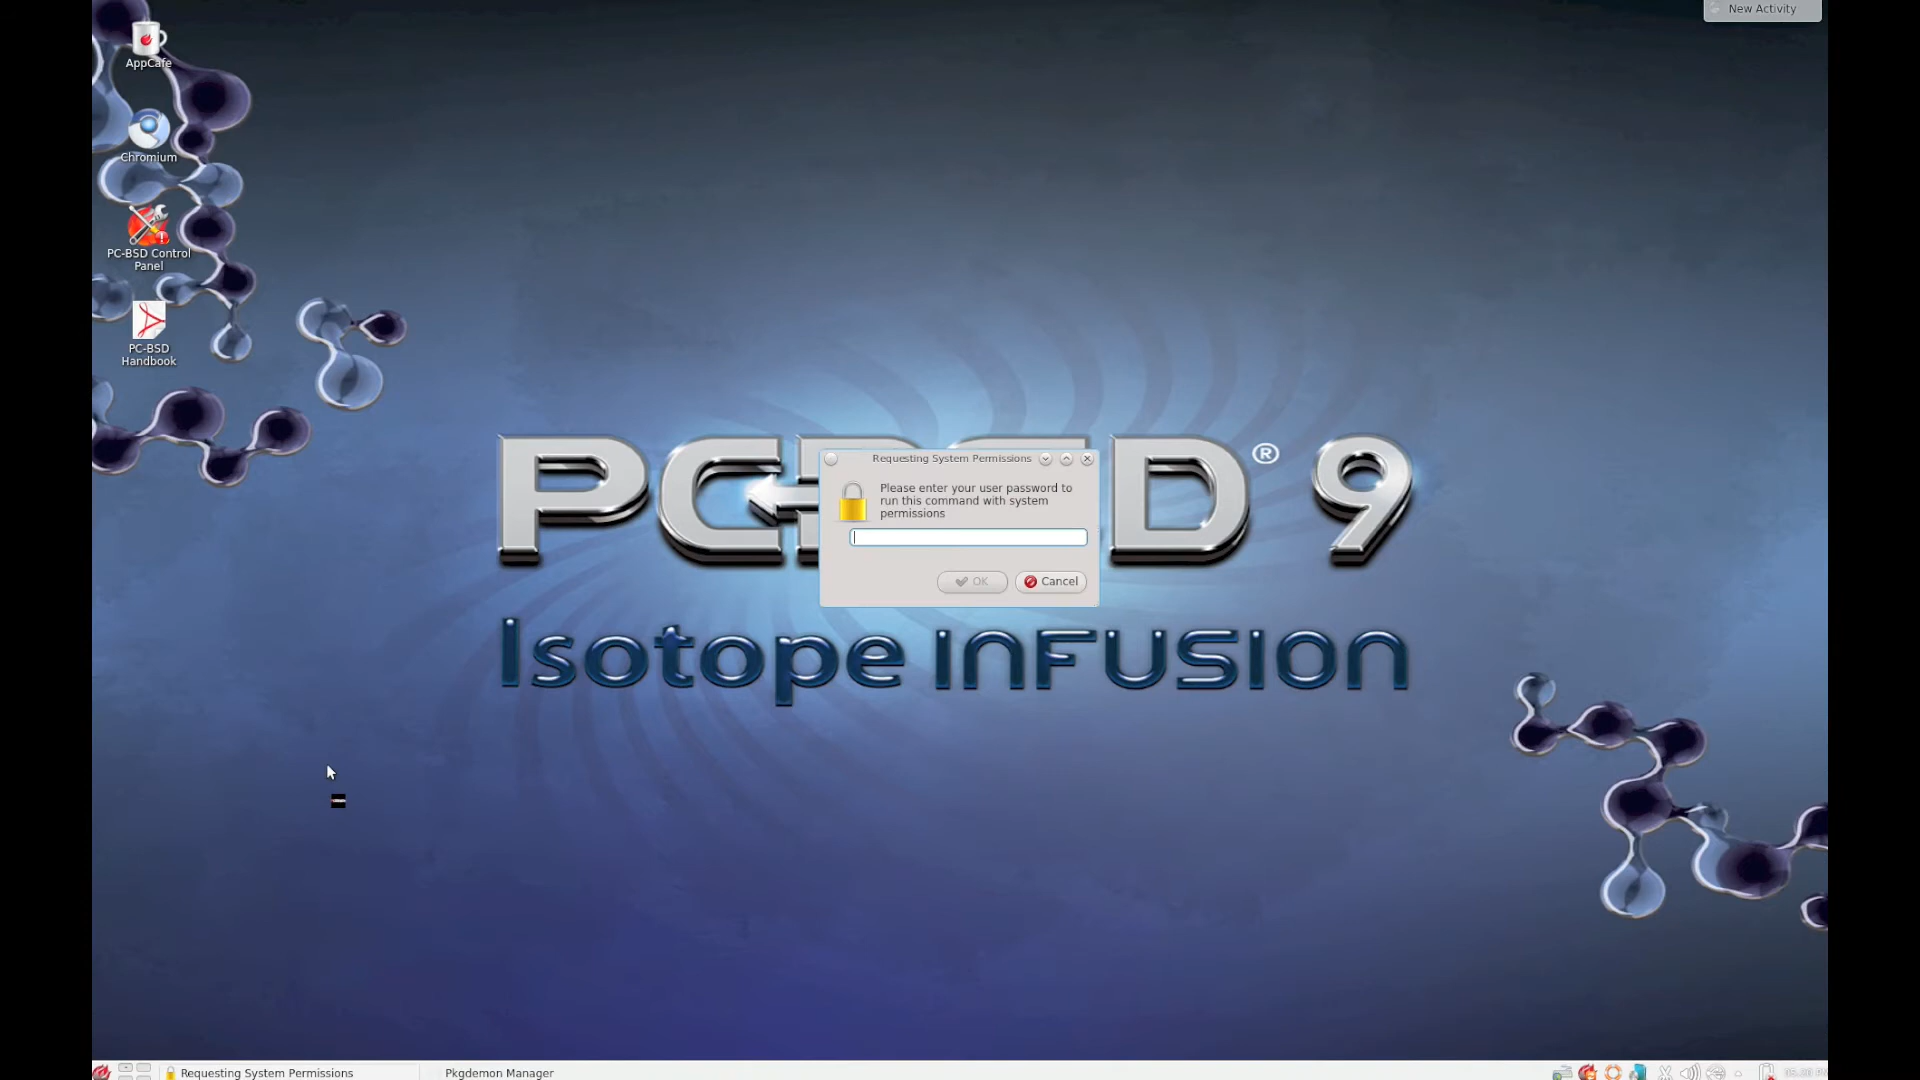 New Activity
AppCafe
Chromium
PC-BSD Control
Panel
PC-BSD
Handbook
PCBSD® 9
Requesting System Permissions
Please enter your user password to
run this command with system
permissions
OK
Cancel
Isotope INFUSION
Requesting System Permissions
Pkgdemon Manager